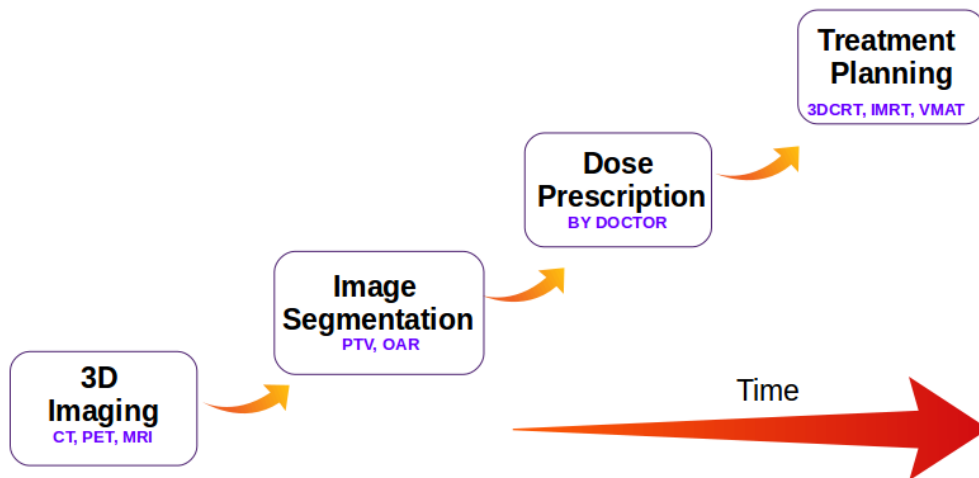 3D
Imaging
CT, PET, MRI
Image
Segmentation
PTV, OAR
Dose
Prescription
BY DOCTOR
Treatment
Planning
3DCRT, IMRT, VMAT
Time